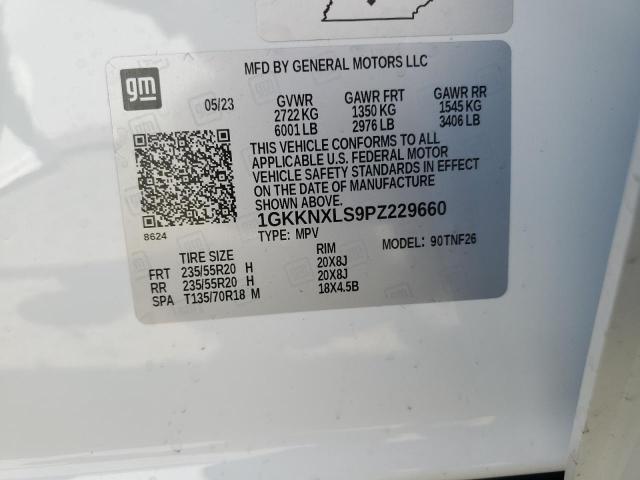 gm
MFD BY GENERAL MOTORS LLC
05/23 GVWR GAWR FRT GAWR RR
2722 KG 1350 KG 1545 KG
6001 LB 2976 LB 3406 LB
THIS VEHICLE CONFORMS TO ALL
APPLICABLE U.S. FEDERAL MOTOR
VEHICLE SAFETY STANDARDS IN EFFECT
ON THE DATE OF MANUFACTURE
SHOWN ABOVE.
1GKKNXLS9PZ229660
8624
TYPE: MPV MODEL: 90TNF26
TIRE SIZE RIM
FRT 235/55R20 H 20X8J
RR 235/55R20 H 20X8J
SPA T135/70R18 M 18X4.5B